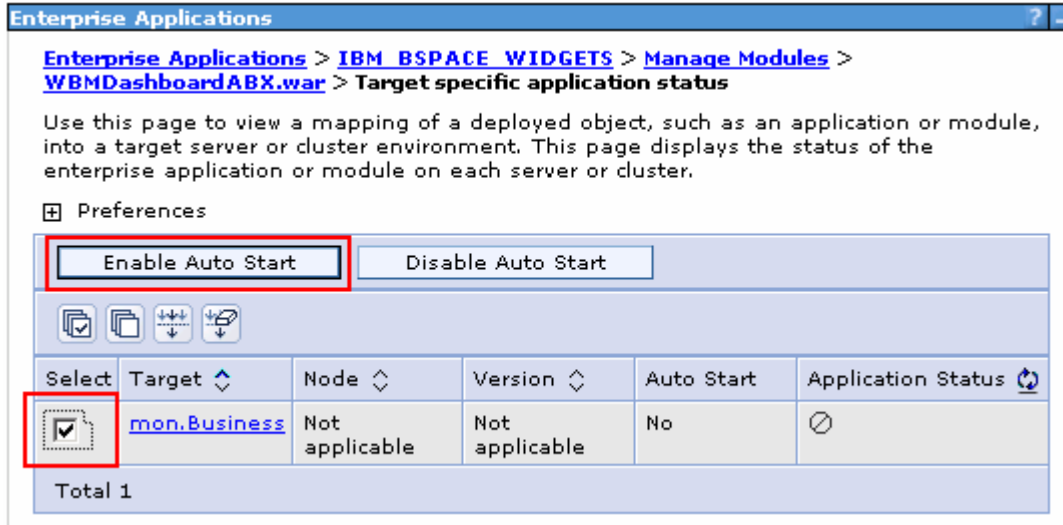 Enterprise Applications ? -
Enterprise Applications > IBM_BSPACE_WIDGETS > Manage Modules >
WBMDashboardABX.war > Target specific application status
Use this page to view a mapping of a deployed object, such as an application or module,
into a target server or cluster environment. This page displays the status of the
enterprise application or module on each server or cluster.
Preferences
Enable Auto Start Disable Auto Start
Select Target Node Version Auto Start Application Status
mon.Business Not applicable Not applicable No
Total 1